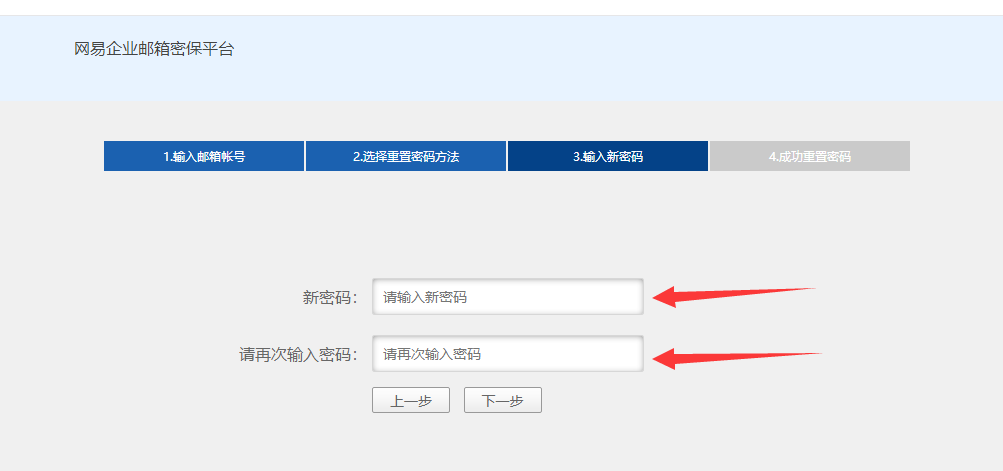 网易企业邮箱密保平台
1.输入邮箱帐号 2.选择重置密码方法 3.输入新密码 4.成功重置密码
新密码： 请输入新密码
请再次输入密码： 请再次输入密码
上一步 下一步